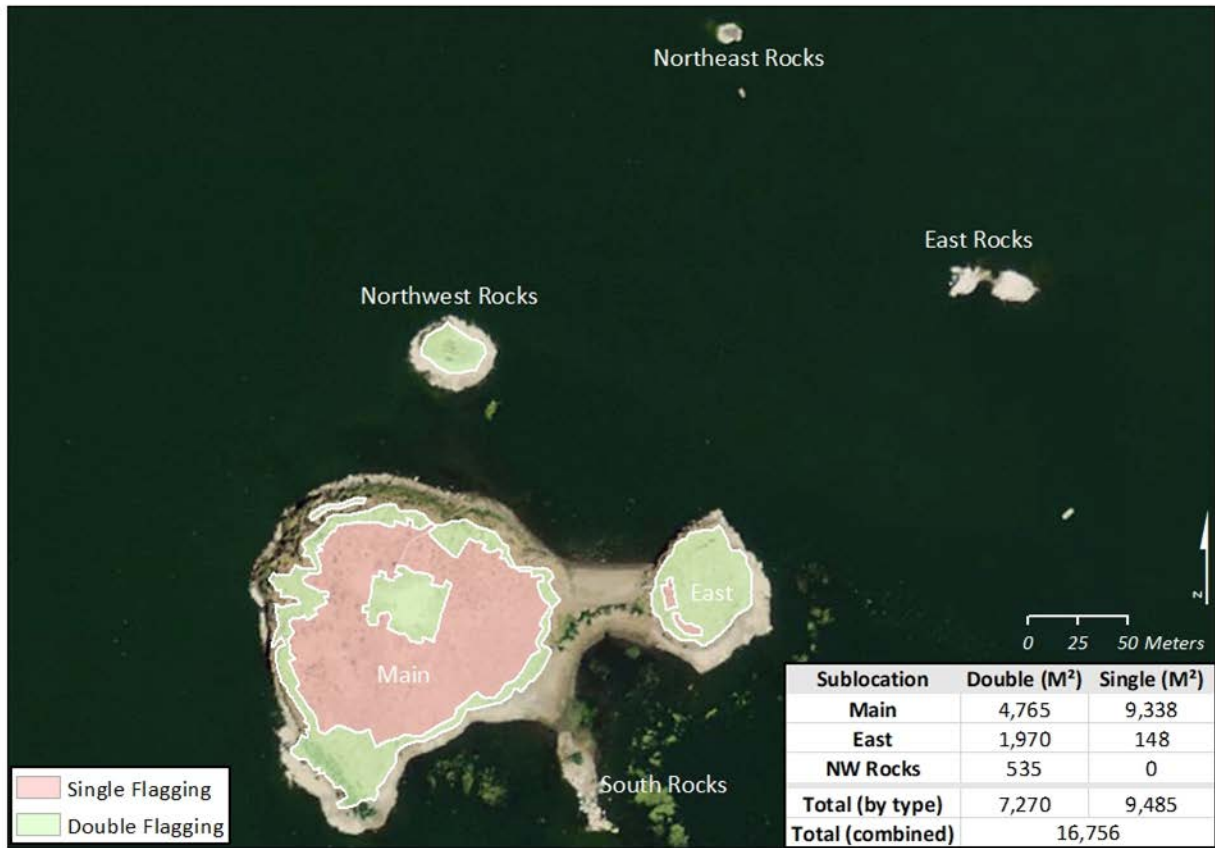 Northeast Rocks
East Rocks
Northwest Rocks
East
Main
South Rocks
N
0 25 50 Meters
Single Flagging
Double Flagging
Sublocation Double (M²) Single (M²)
Main 4,765 9,338
East 1,970 148
NW Rocks 535 0
Total (by type) 7,270 9,485
Total (combined) 16,756